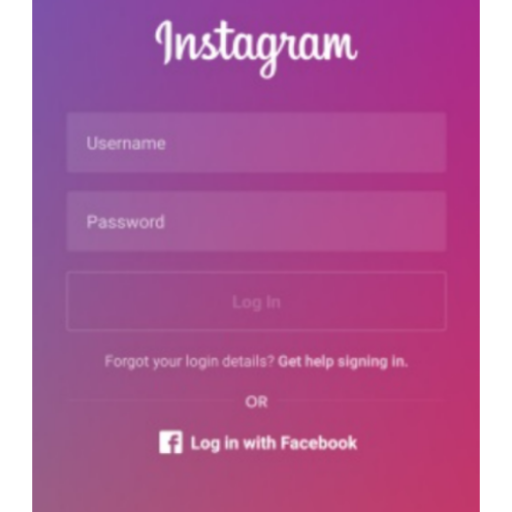 Instagram
Username
Password
Log In
Forgot your login details? Get help signing in.
OR
f Log in with Facebook